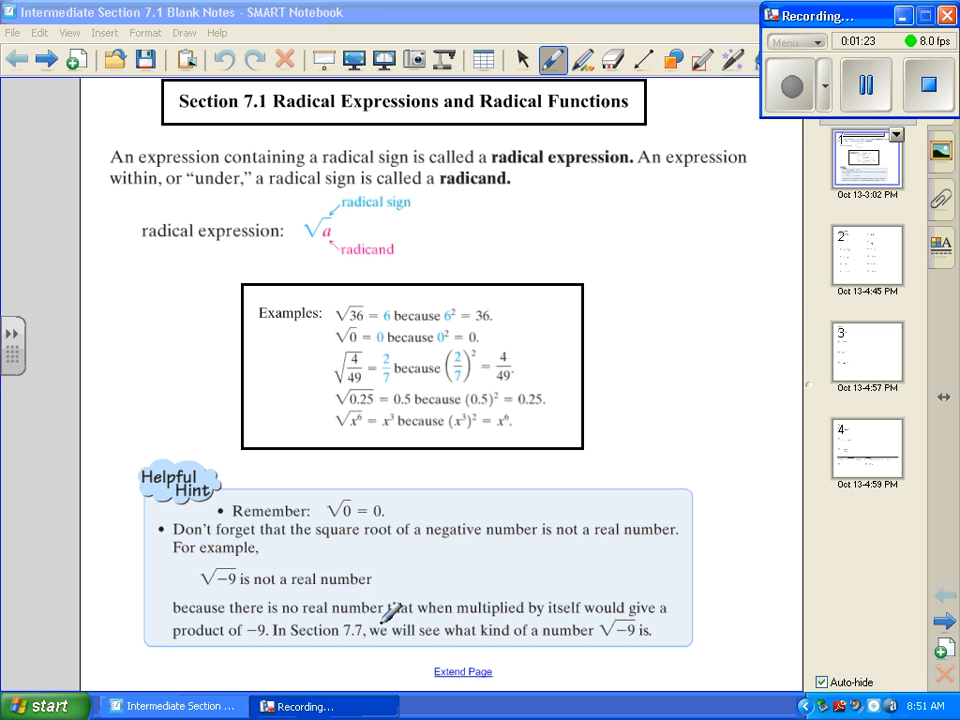 Intermediate Section 7.1 Blank Notes - SMART Notebook
File Edit View Insert Format Draw Help
Recording...
Menu 0:01:23 8.0 fps
Section 7.1 Radical Expressions and Radical Functions
An expression containing a radical sign is called a radical expression. An expression
within, or “under,” a radical sign is called a radicand.
radical sign
radical expression: √a
radicand
Examples: √36 = 6 because 6² = 36.
√0 = 0 because 0² = 0.
√(4/49) = 2/7 because (2/7)² = 4/49.
√0.25 = 0.5 because (0.5)² = 0.25.
√x⁶ = x³ because (x³)² = x⁶.
Helpful
Hint
• Remember: √0 = 0.
• Don’t forget that the square root of a negative number is not a real number.
For example,
√−9 is not a real number
because there is no real number that when multiplied by itself would give a
product of −9. In Section 7.7, we will see what kind of a number √−9 is.
Extend Page
1
Oct 13-3:02 PM
2
Oct 13-4:45 PM
3
Oct 13-4:57 PM
4
Oct 13-4:59 PM
Auto-hide
start Intermediate Section ... Recording... 8:51 AM